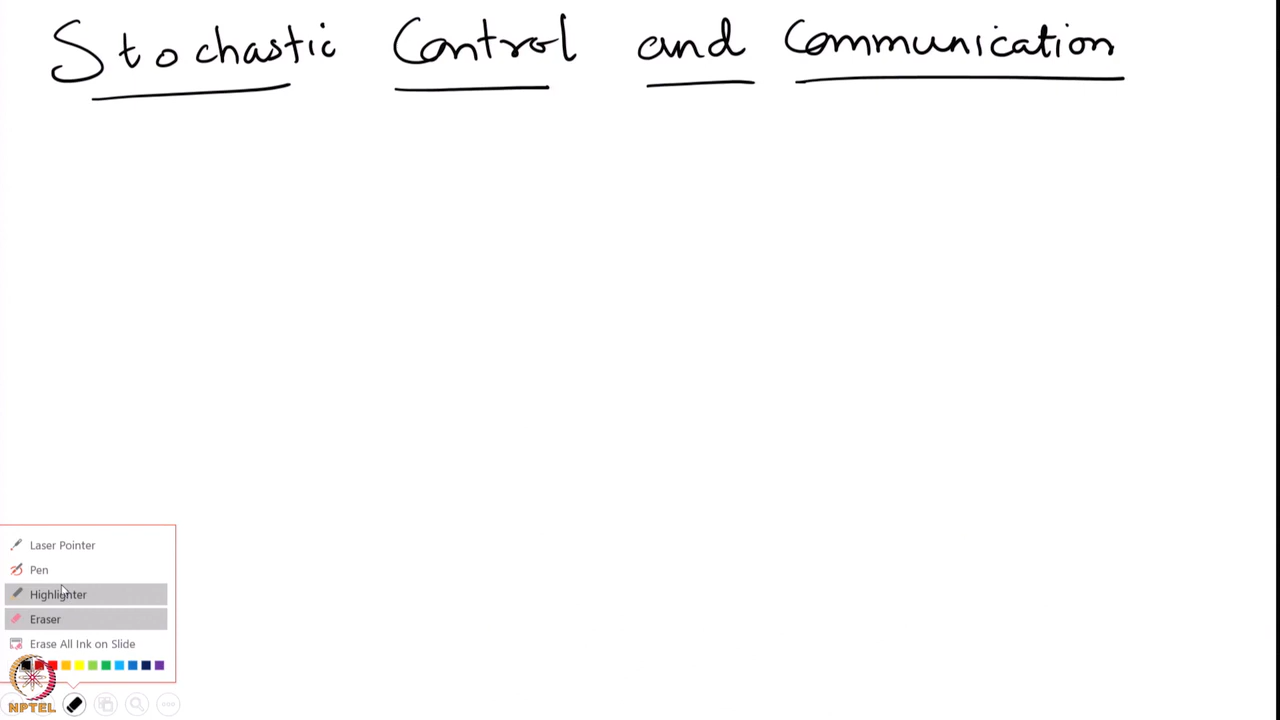 Stochastic Control and Communication
Laser Pointer
Pen
Highlighter
Eraser
Erase All Ink on Slide
NPTEL